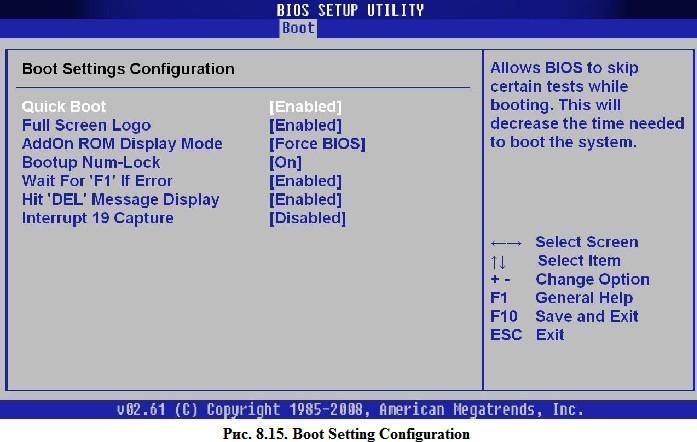 BIOS SETUP UTILITY
Boot
Boot Settings Configuration
Quick Boot [Enabled]
Full Screen Logo [Enabled]
AddOn ROM Display Mode [Force BIOS]
Bootup Num-Lock [On]
Wait For 'F1' If Error [Enabled]
Hit 'DEL' Message Display [Enabled]
Interrupt 19 Capture [Disabled]
Allows BIOS to skip
certain tests while
booting. This will
decrease the time needed
to boot the system.
←→ Select Screen
↑↓ Select Item
+ - Change Option
F1 General Help
F10 Save and Exit
ESC Exit
v02.61 (C) Copyright 1985-2008, American Megatrends, Inc.
Рис. 8.15. Boot Setting Configuration